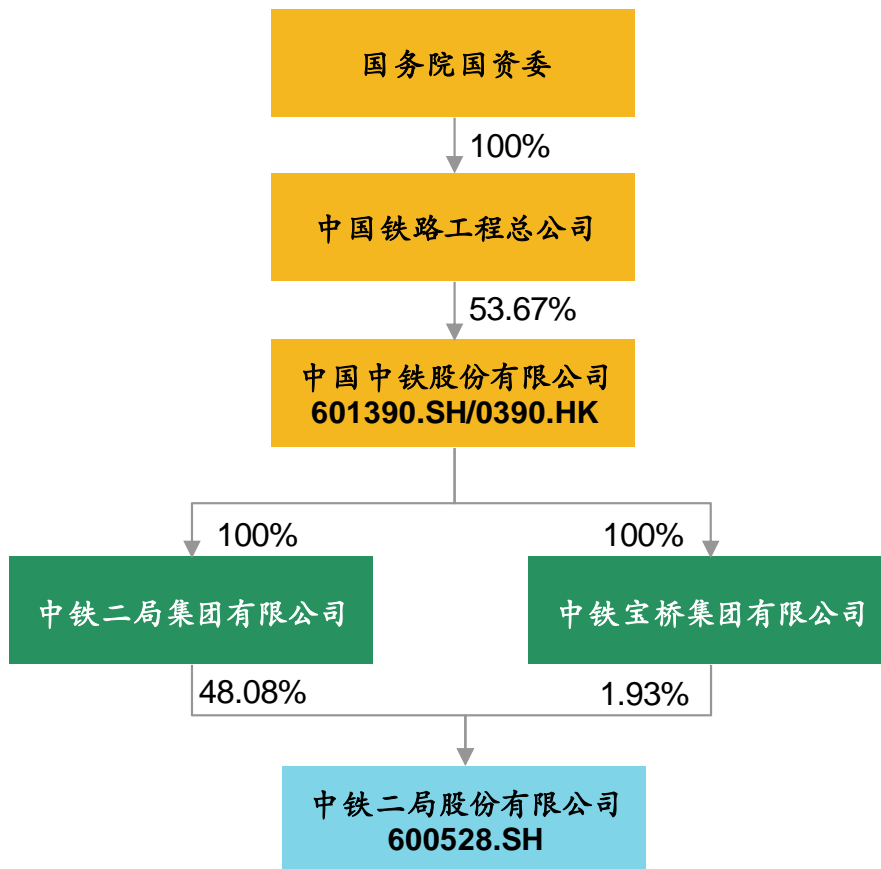 国务院国资委
100%
中国铁路工程总公司
53.67%
中国中铁股份有限公司
601390.SH/0390.HK
100%
100%
中铁二局集团有限公司
中铁宝桥集团有限公司
48.08%
1.93%
中铁二局股份有限公司
600528.SH